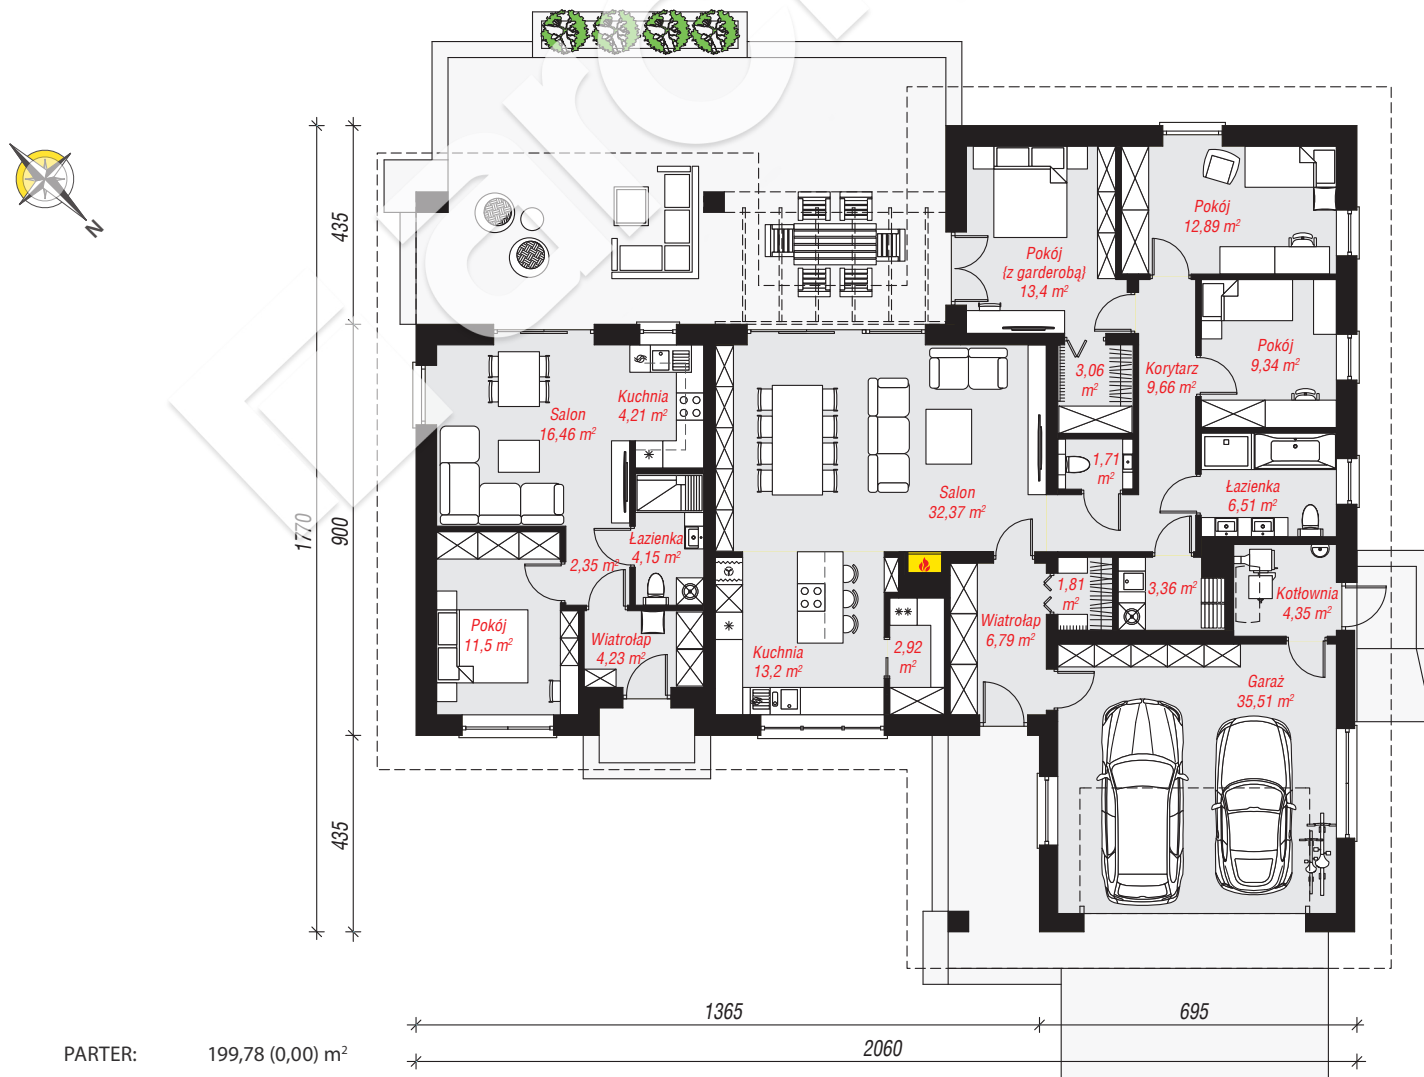 N
435
900
435
1770
Pokój
{z garderobą}
13,4 m²
Pokój
12,89 m²
Pokój
9,34 m²
Korytarz
9,66 m²
3,06
m²
Kuchnia
4,21 m²
Salon
16,46 m²
1,71
m²
Łazienka
6,51 m²
Salon
32,37 m²
Łazienka
4,15 m²
2,35 m²
1,81
m²
3,36 m²
Kotłownia
4,35 m²
Pokój
11,5 m²
Wiatrołap
4,23 m²
Kuchnia
13,2 m²
2,92
m²
Wiatrołap
6,79 m²
Garaż
35,51 m²
1365
695
2060
PARTER: 199,78 (0,00) m²